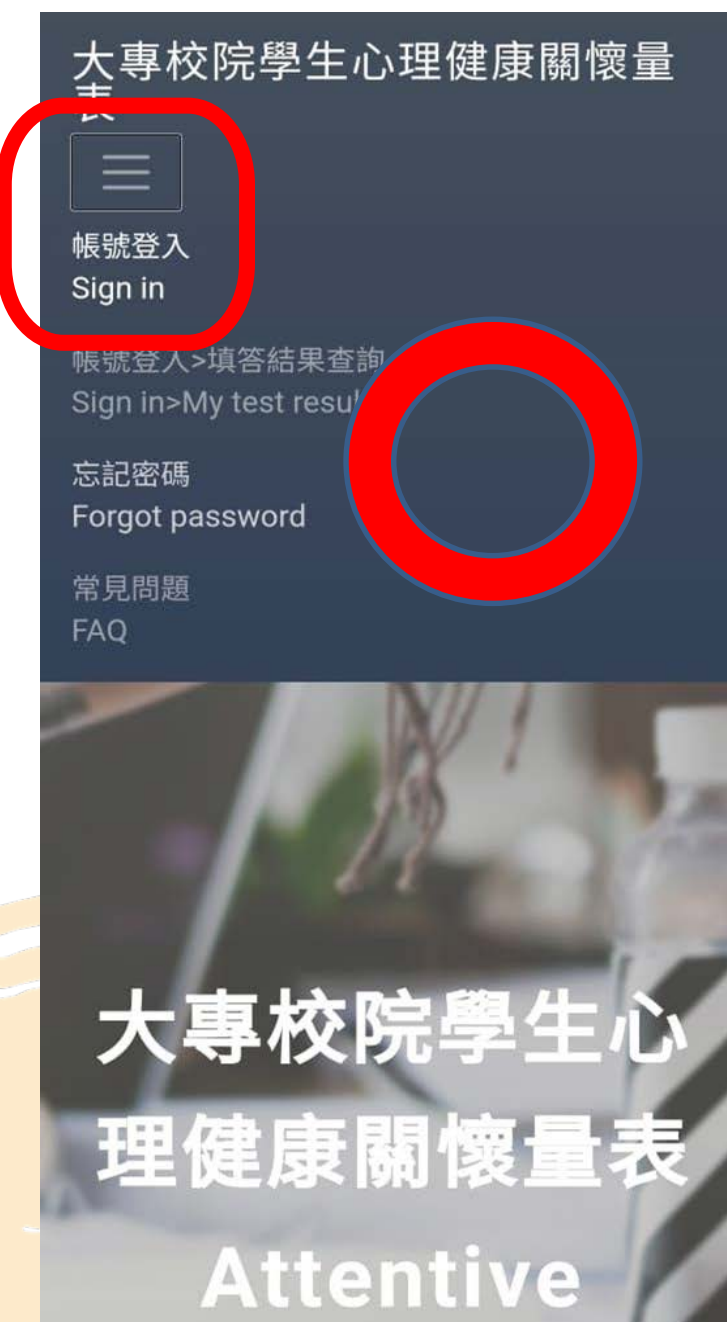 大專校院學生心理健康關懷量
表
帳號登入
Sign in
帳號登入>填答結果查詢
Sign in>My test resul
忘記密碼
Forgot password
常見問題
FAQ
大專校院學生心
理健康關懷量表
Attentive